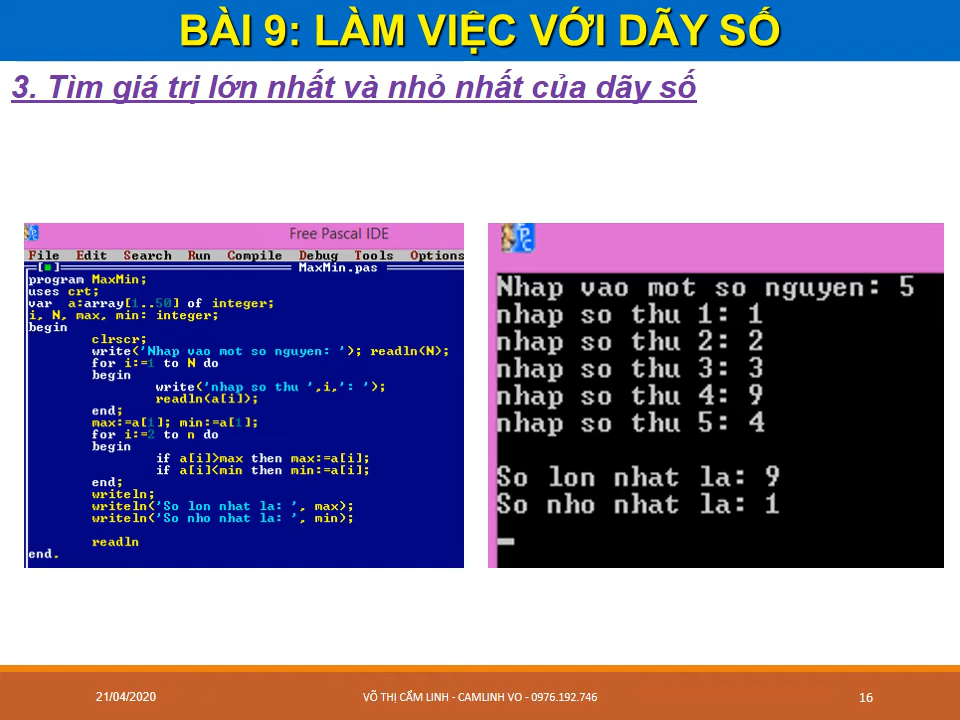 BÀI 9: LÀM VIỆC VỚI DÃY SỐ
3. Tìm giá trị lớn nhất và nhỏ nhất của dãy số
Free Pascal IDE
File Edit Search Run Compile Debug Tools Options
[■] MaxMin.pas
program MaxMin;
uses crt;
var a:array[1..50] of integer;
i, N, max, min: integer;
begin
clrscr;
write('Nhap vao mot so nguyen: '); readln(N);
for i:=1 to N do
begin
write('nhap so thu ',i,': ');
readln(a[i]);
end;
max:=a[1]; min:=a[1];
for i:=2 to n do
begin
if a[i]>max then max:=a[i];
if a[i]<min then min:=a[i];
end;
writeln;
writeln('So lon nhat la: ', max);
writeln('So nho nhat la: ', min);
readln
end.
Nhap vao mot so nguyen: 5
nhap so thu 1: 1
nhap so thu 2: 2
nhap so thu 3: 3
nhap so thu 4: 9
nhap so thu 5: 4
So lon nhat la: 9
So nho nhat la: 1
21/04/2020 VÕ THỊ CẨM LINH - CAMLINH VO - 0976.192.746 16